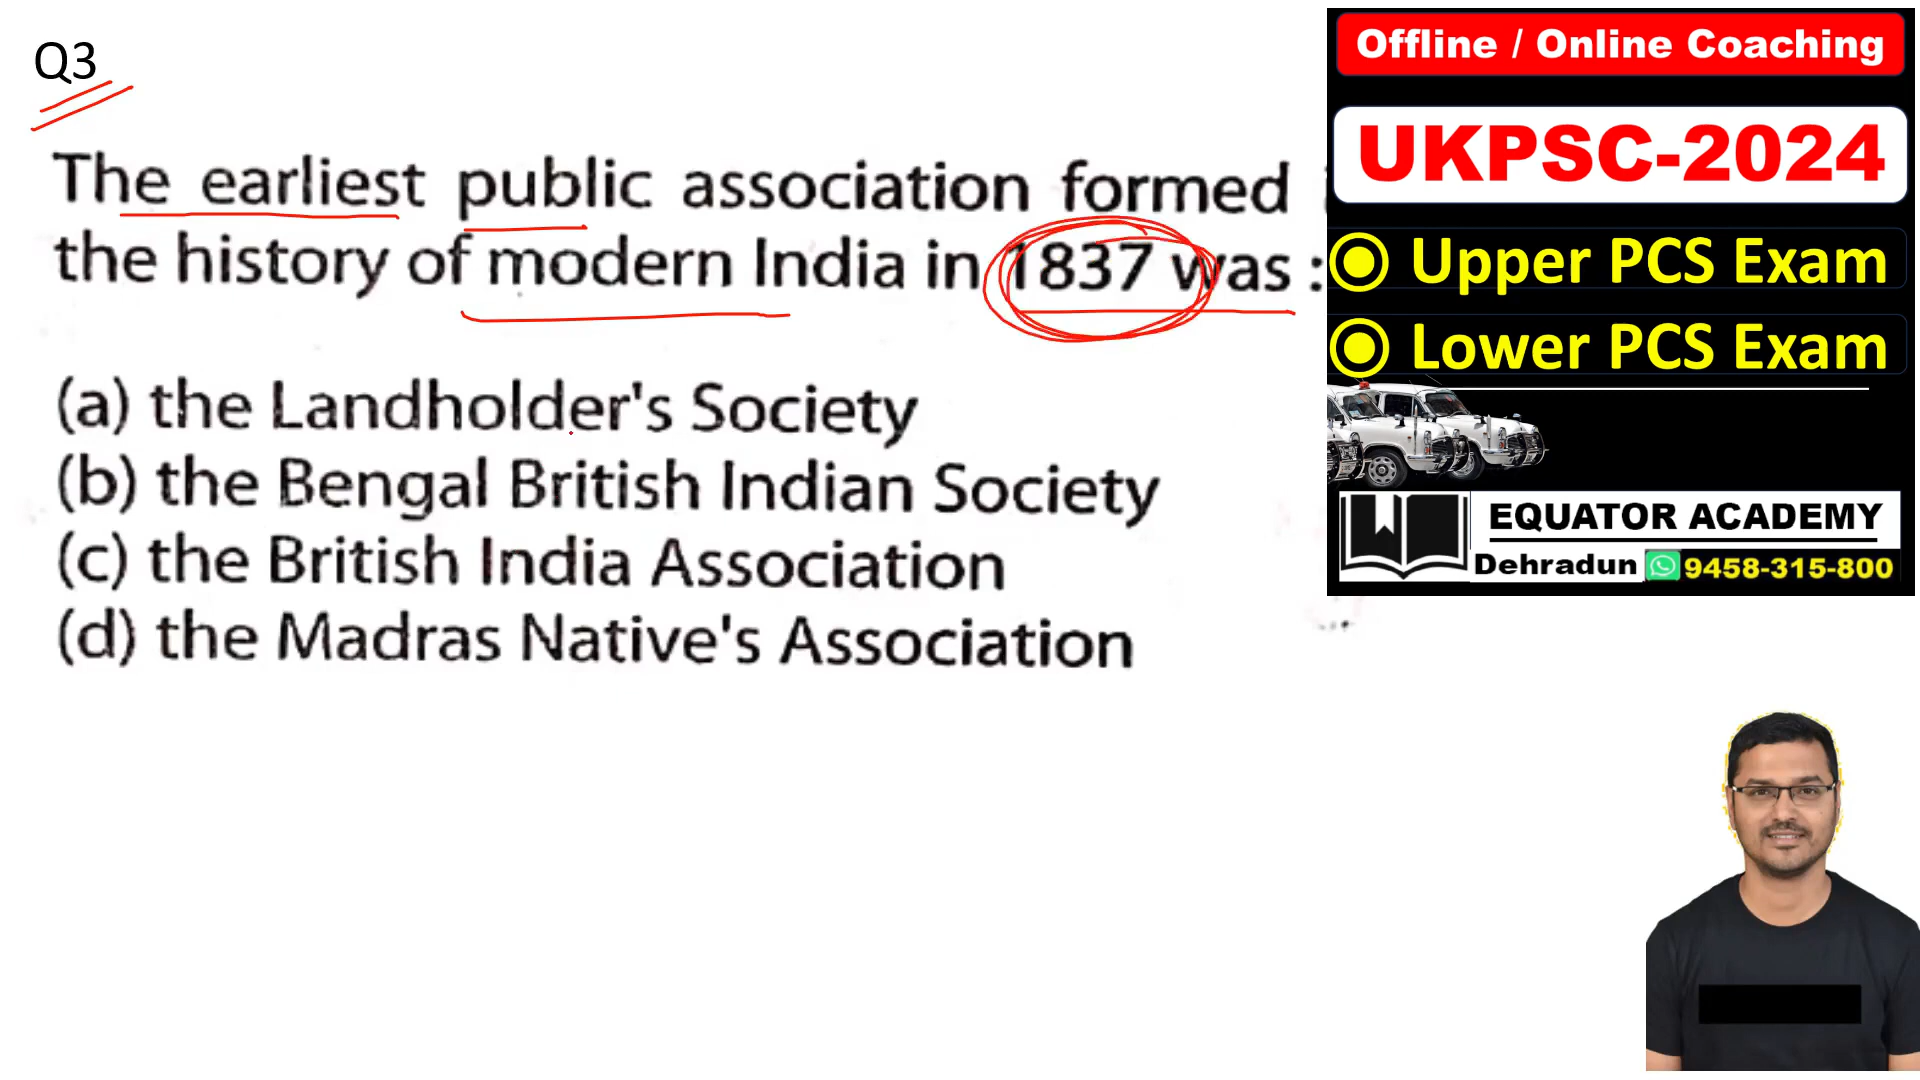 Q3
The earliest public association formed
the history of modern India in 1837 was :
(a) the Landholder's Society
(b) the Bengal British Indian Society
(c) the British India Association
(d) the Madras Native's Association
Offline / Online Coaching
UKPSC-2024
Upper PCS Exam
Lower PCS Exam
EQUATOR ACADEMY
Dehradun 9458-315-800